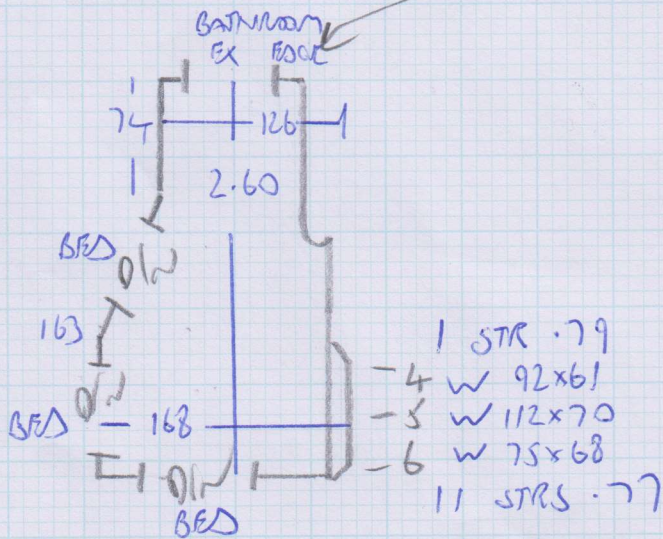 BATHROOM
EX EDGE
74 126
2.60
BED
D/W
163
D/W
BED 168
D/W
BED
1 STR .79
4 W 92x61
5 W 112x70
6 W 75x68
11 STRS .77